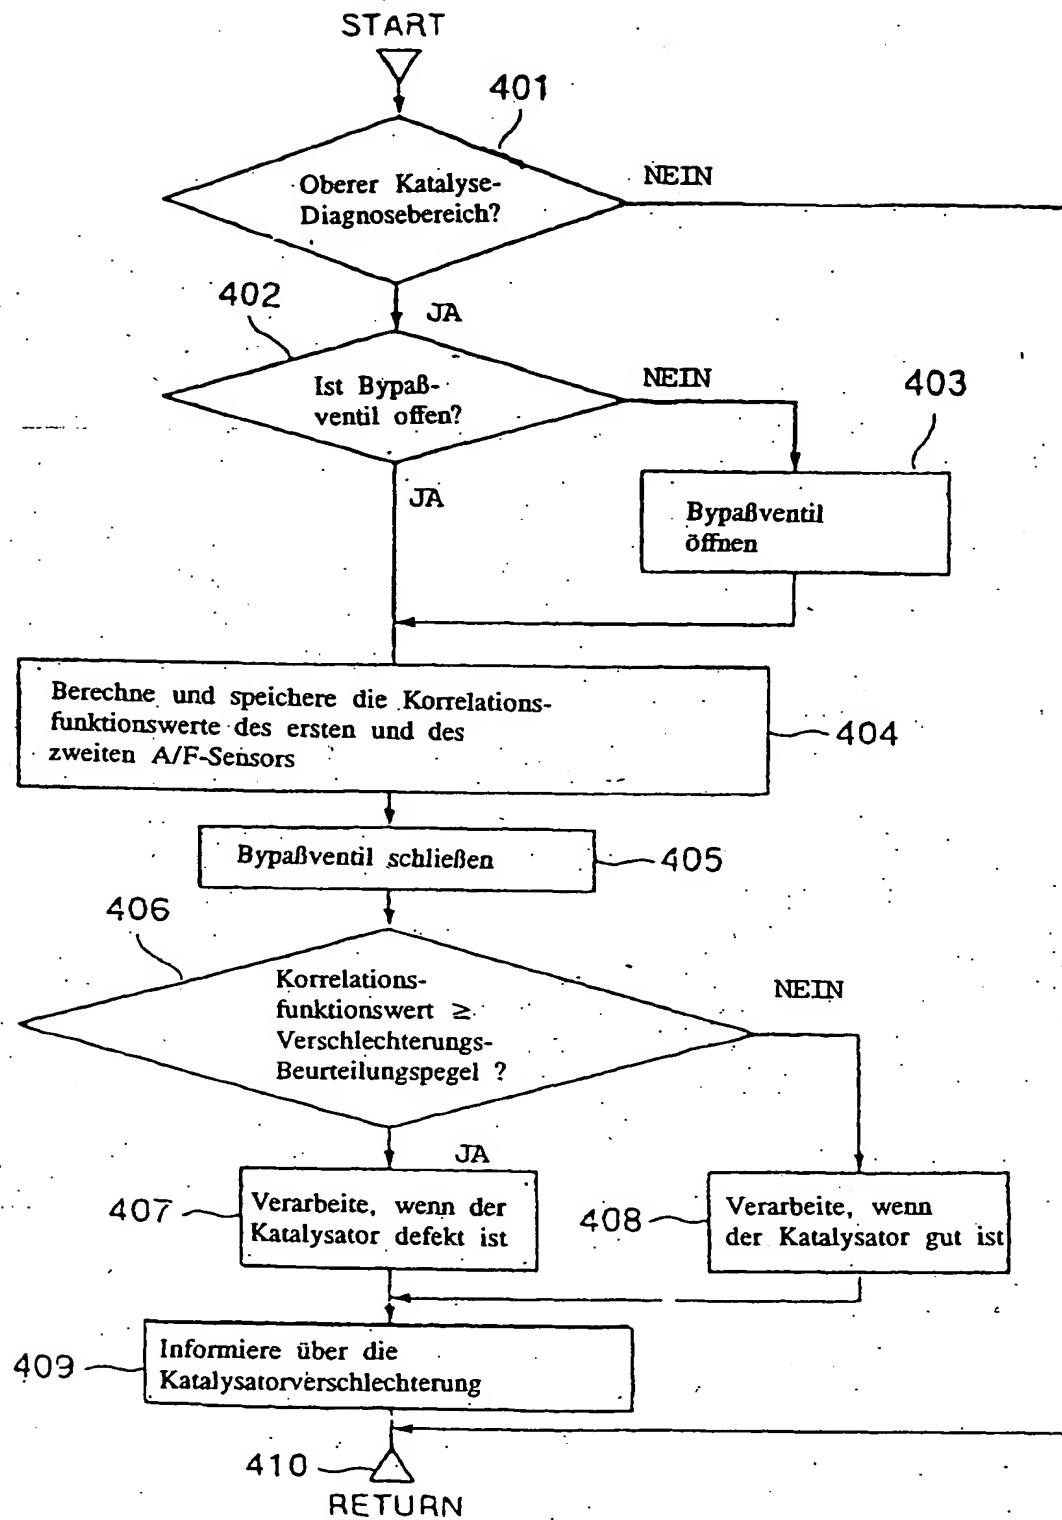 START
401
Oberer Katalyse-
Diagnosebereich?
NEIN
JA
402
Ist Bypaß-
ventil offen?
NEIN
403
JA
Bypaßventil
öffnen
Berechne und speichere die Korrelations-
funktionswerte des ersten und des
zweiten A/F-Sensors
404
Bypaßventil schließen
405
406
Korrelations-
funktionswert ≥
Verschlechterungs-
Beurteilungspegel ?
NEIN
JA
407
Verarbeite, wenn der
Katalysator defekt ist
408
Verarbeite, wenn
der Katalysator gut ist
409
Informiere über die
Katalysatorverschlechterung
410
RETURN